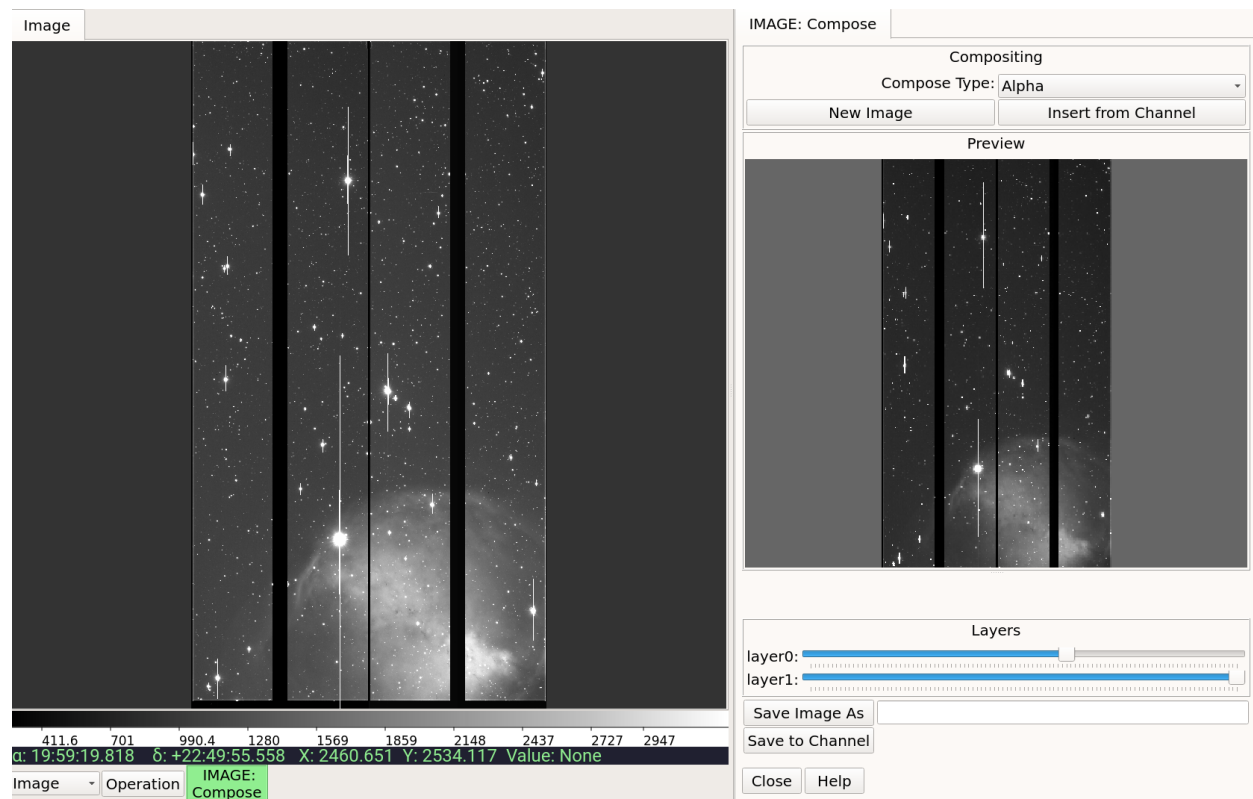 Image
IMAGE: Compose
Compositing
Compose Type: Alpha
New Image
Insert from Channel
Preview
Layers
layer0:
layer1:
Save Image As
Save to Channel
Close
Help
411.6 701 990.4 1280 1569 1859 2148 2437 2727 2947
α: 19:59:19.818 δ: +22:49:55.558 X: 2460.651 Y: 2534.117 Value: None
Image
Operation
IMAGE:
Compose